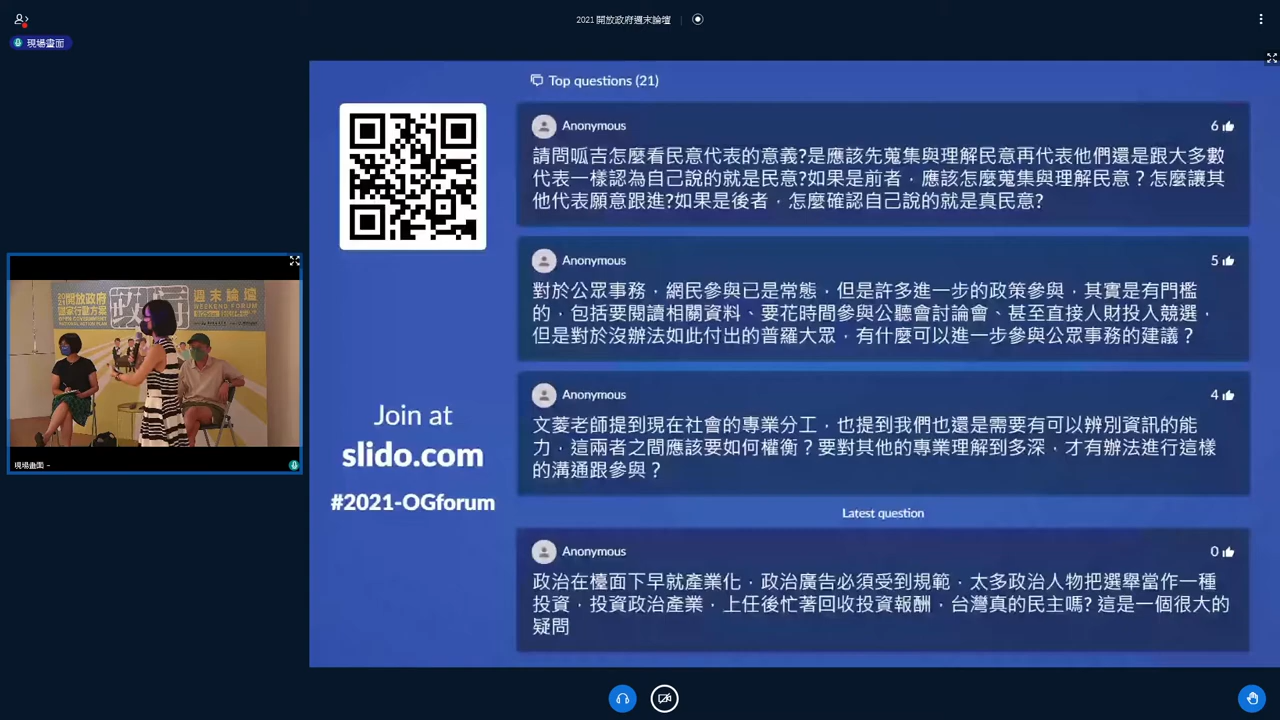 2021 開放政府週末論壇
現場畫面
Top questions (21)
Anonymous
6
請問呱吉怎麼看民意代表的意義?是應該先蒐集與理解民意再代表他們還是跟大多數
代表一樣認為自己說的就是民意?如果是前者，應該怎麼蒐集與理解民意？怎麼讓其
他代表願意跟進?如果是後者，怎麼確認自己說的就是真民意?
Anonymous
5
對於公眾事務，網民參與已是常態，但是許多進一步的政策參與，其實是有門檻
的，包括要閱讀相關資料、要花時間參與公聽會討論會、甚至直接人財投入競選，
但是對於沒辦法如此付出的普羅大眾，有什麼可以進一步參與公眾事務的建議？
Anonymous
4
文菱老師提到現在社會的專業分工，也提到我們也還是需要有可以辨別資訊的能
力，這兩者之間應該要如何權衡？要對其他的專業理解到多深，才有辦法進行這樣
的溝通跟參與？
Latest question
Anonymous
0
政治在檯面下早就產業化，政治廣告必須受到規範，太多政治人物把選舉當作一種
投資，投資政治產業，上任後忙著回收投資報酬，台灣真的民主嗎? 這是一個很大的
疑問
Join at
slido.com
#2021-OGforum
開放政府
國家行動方案
週末論壇
WEEKEND FORUM
現場畫面 -